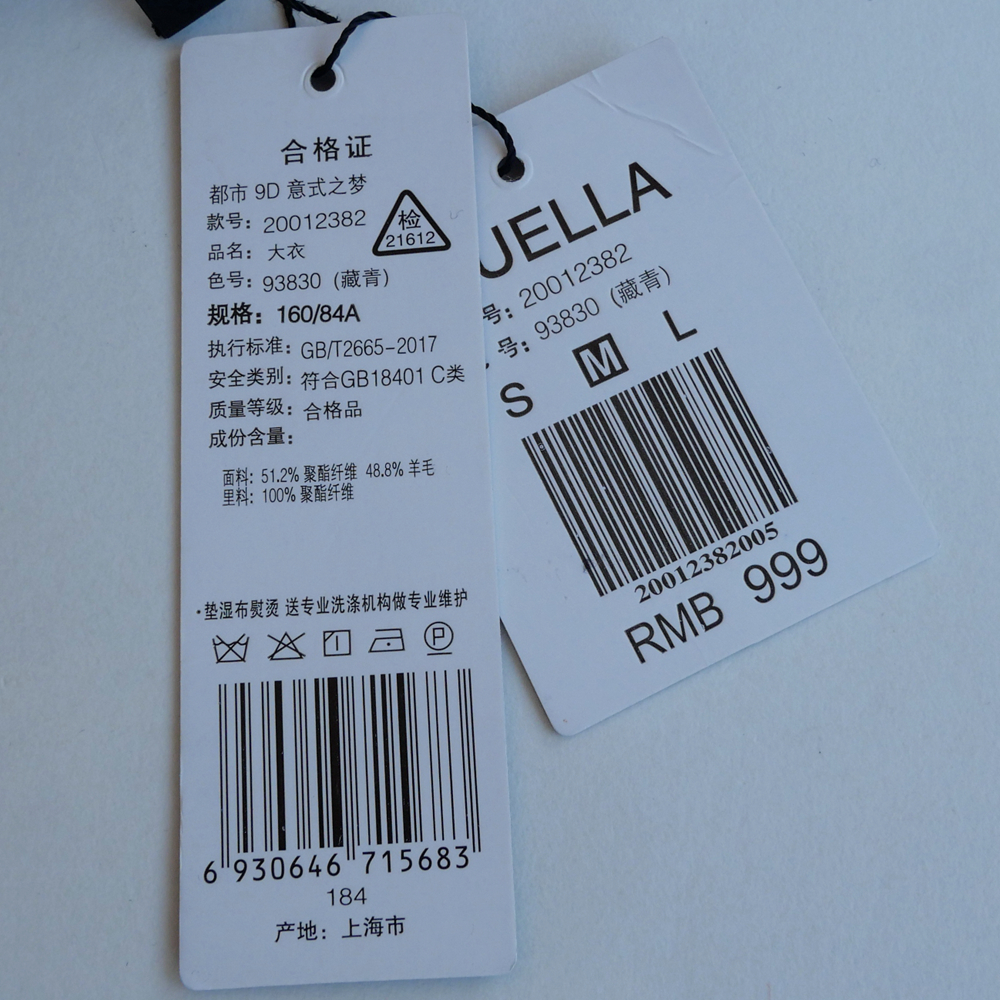 合格证
都市 9D 意式之梦
款号: 20012382
检
21612
品名: 大衣
色号: 93830 (藏青)
规格: 160/84A
执行标准: GB/T2665-2017
安全类别: 符合GB18401 C类
质量等级: 合格品
成份含量:
面料: 51.2% 聚酯纤维 48.8% 羊毛
里料: 100% 聚酯纤维
·垫湿布熨烫 送专业洗涤机构做专业维护
P
6 930646 715683
184
产地: 上海市
UELLA
号: 20012382
号: 93830 (藏青)
S M L
20012382005
RMB 999